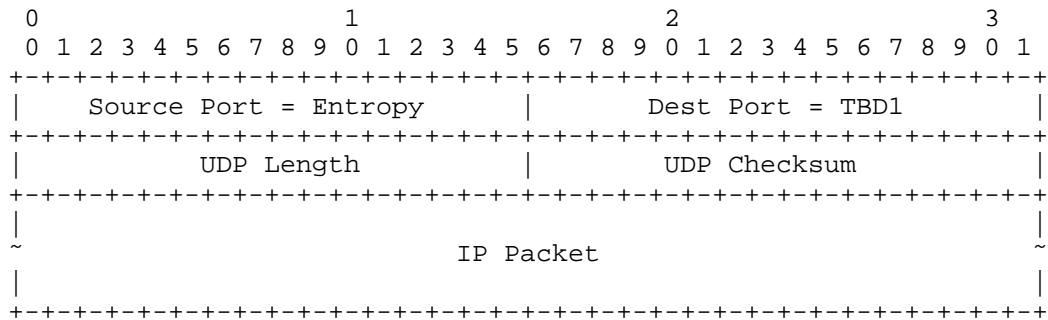 0                   1                   2                   3
 0 1 2 3 4 5 6 7 8 9 0 1 2 3 4 5 6 7 8 9 0 1 2 3 4 5 6 7 8 9 0 1
+-+-+-+-+-+-+-+-+-+-+-+-+-+-+-+-+-+-+-+-+-+-+-+-+-+-+-+-+-+-+-+-+
|    Source Port = Entropy      |       Dest Port = TBD1        |
+-+-+-+-+-+-+-+-+-+-+-+-+-+-+-+-+-+-+-+-+-+-+-+-+-+-+-+-+-+-+-+-+
|           UDP Length          |        UDP Checksum           |
+-+-+-+-+-+-+-+-+-+-+-+-+-+-+-+-+-+-+-+-+-+-+-+-+-+-+-+-+-+-+-+-+
|                                                               |
~                           IP Packet                           ~
|                                                               |
+-+-+-+-+-+-+-+-+-+-+-+-+-+-+-+-+-+-+-+-+-+-+-+-+-+-+-+-+-+-+-+-+